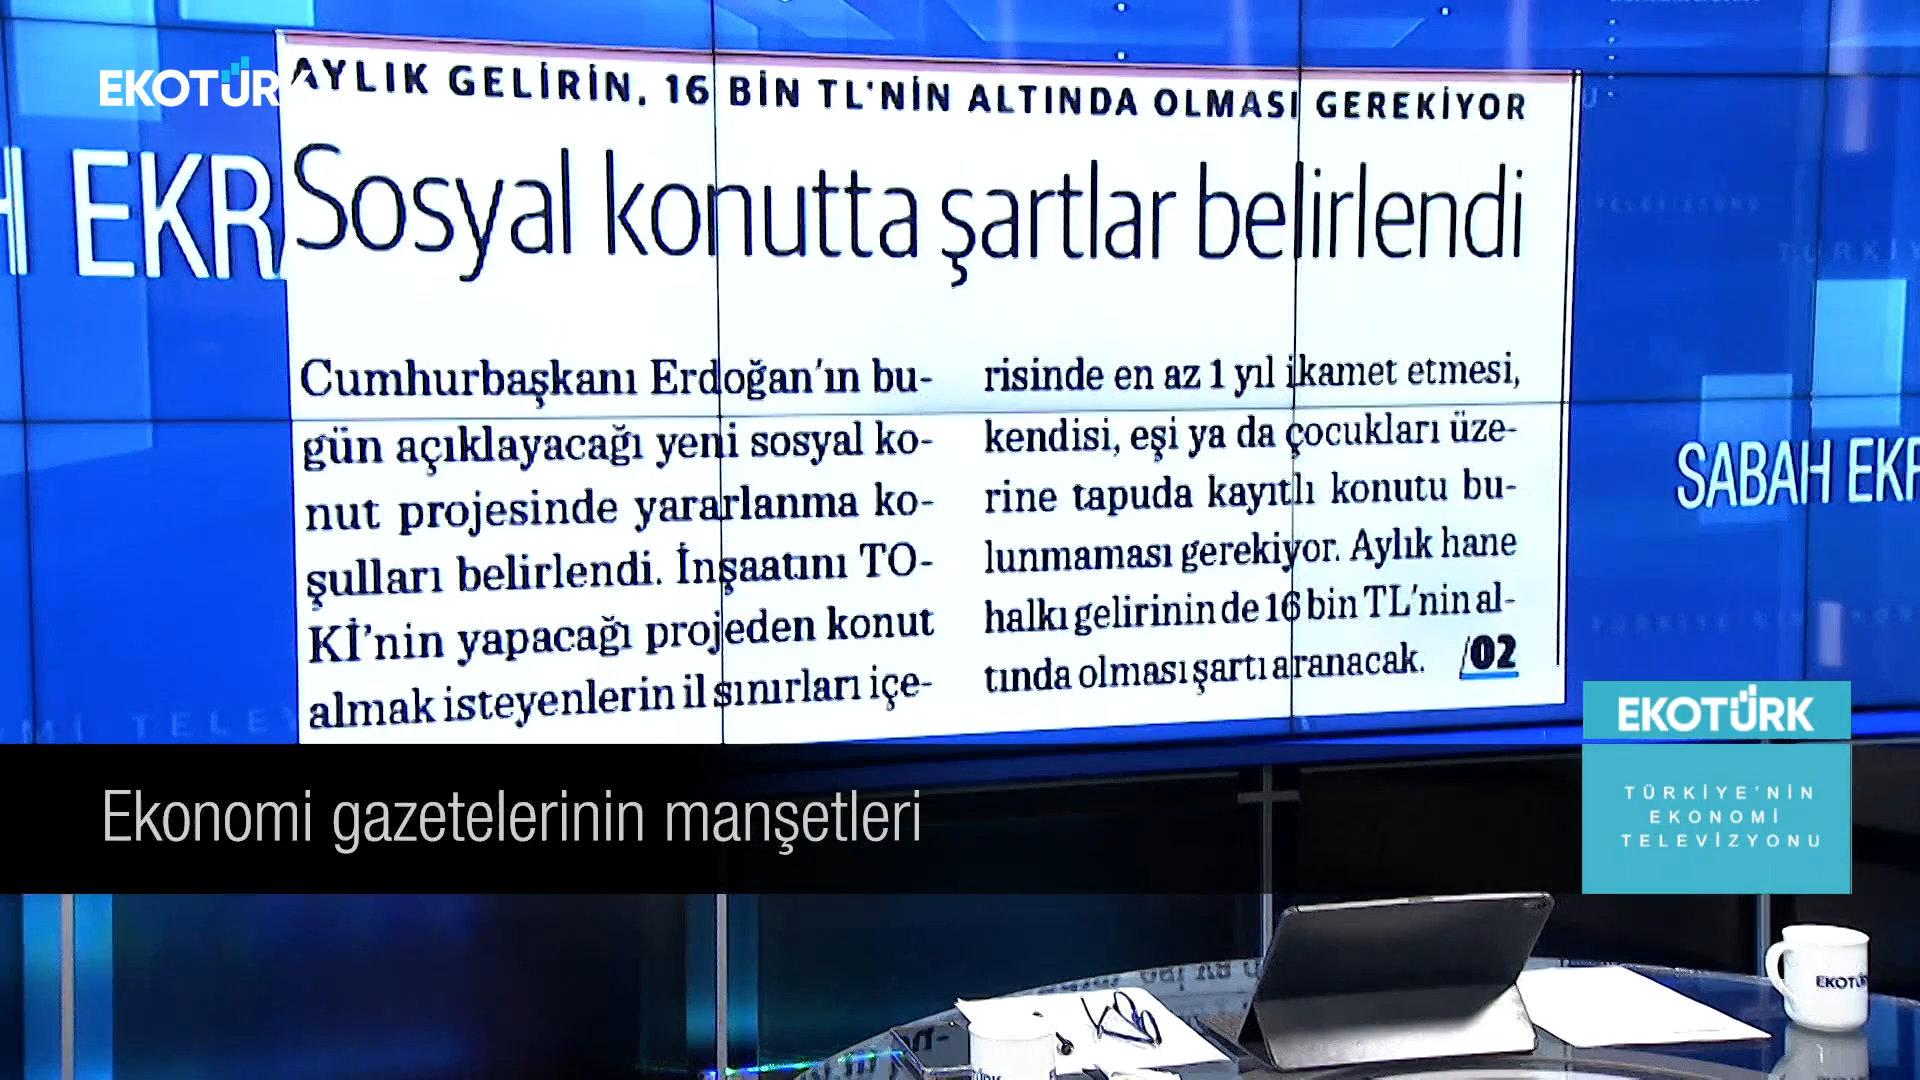 EKOTÜRK
AYLIK GELİRİN, 16 BİN TL'NİN ALTINDA OLMASI GEREKİYOR
Sosyal konutta şartlar belirlendi
Cumhurbaşkanı Erdoğan'ın bu-
gün açıklayacağı yeni sosyal ko-
nut projesinde yararlanma ko-
şulları belirlendi. İnşaatını TO-
Kİ'nin yapacağı projeden konut
almak isteyenlerin il sınırları içe-
risinde en az 1 yıl ikamet etmesi,
kendisi, eşi ya da çocukları üze-
rine tapuda kayıtlı konutu bu-
lunmaması gerekiyor. Aylık hane
halkı gelirinin de 16 bin TL'nin al-
tında olması şartı aranacak. /02
H EKRA
SABAH EKR
TELEVİZYONU
EKOTÜRK
TÜRKİYE'NİN
EKONOMİ
TELEVİZYONU
Ekonomi gazetelerinin manşetleri
EKOTÜR